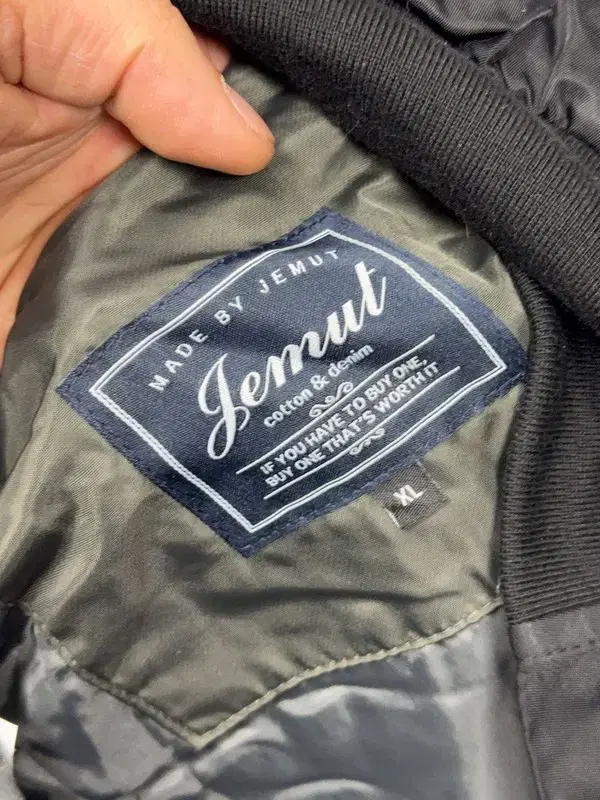 MADE BY JEMUT
Jemut
cotton & denim
IF YOU HAVE TO BUY ONE,
BUY ONE THAT'S WORTH IT
XL